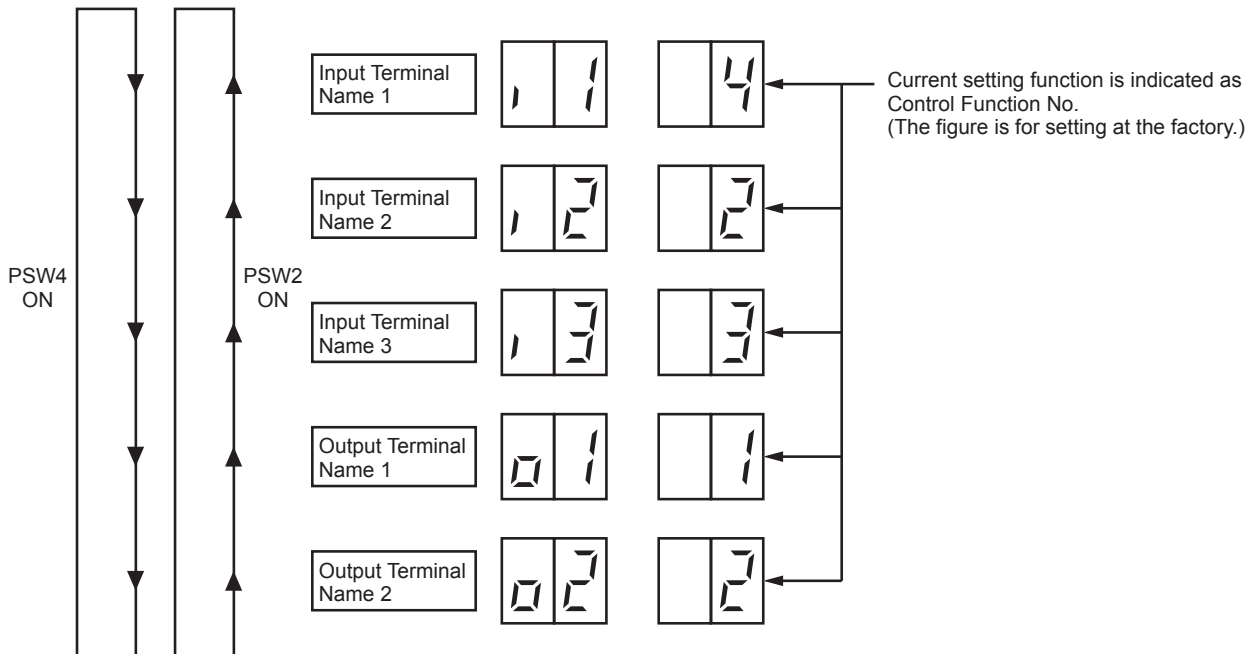 Input Terminal
Name 1
i 1
4
Current setting function is indicated as
Control Function No.
(The figure is for setting at the factory.)
Input Terminal
Name 2
i 2
2
PSW4
ON
PSW2
ON
Input Terminal
Name 3
i 3
3
Output Terminal
Name 1
o 1
1
Output Terminal
Name 2
o 2
2